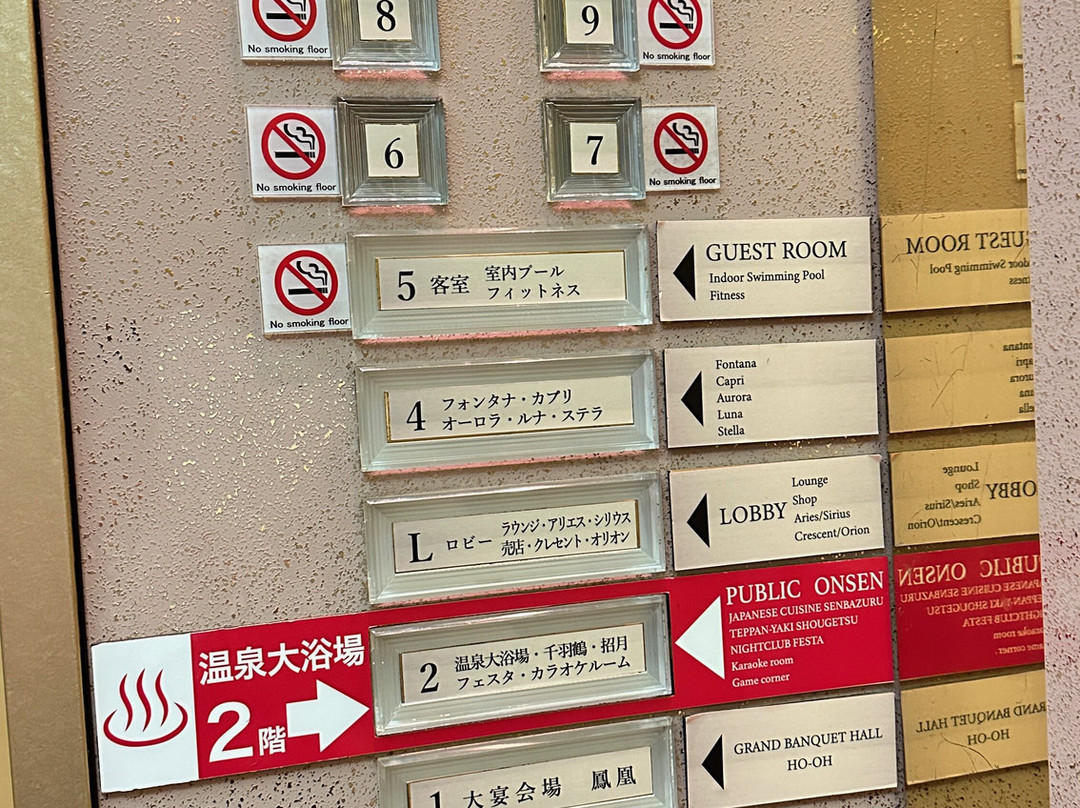 8
No smoking floor
9
No smoking floor
6
No smoking floor
7
No smoking floor
No smoking floor
5 客室 室内プール
フィットネス
GUEST ROOM
Indoor Swimming Pool
Fitness
4 フォンタナ・カプリ
オーロラ・ルナ・ステラ
Fontana
Capri
Aurora
Luna
Stella
L ロビー ラウンジ・アリエス・シリウス
売店・クレセント・オリオン
LOBBY
Lounge
Shop
Aries/Sirius
Crescent/Orion
温泉大浴場
2階
2 温泉大浴場・千羽鶴・招月
フェスタ・カラオケルーム
PUBLIC ONSEN
JAPANESE CUISINE SENBAZURU
TEPPAN-YAKI SHOUGETSU
NIGHTCLUB FESTA
Karaoke room
Game corner
1 大宴会場 鳳凰
GRAND BANQUET HALL
HO-OH